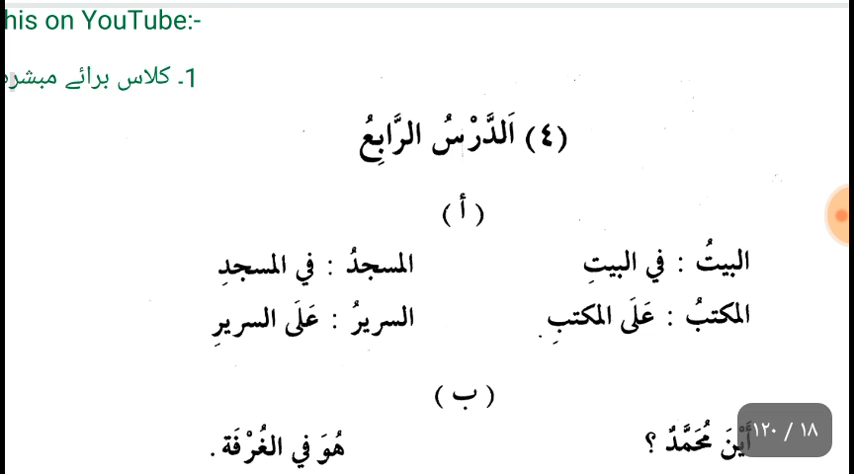 his on YouTube:-
1۔ کلاس برائے
(٤) اَلدَّرْسُ الرَّابِعُ
( أ )
البيتُ : في البيتِ المسجدُ : في المسجدِ
المكتبُ : عَلَى المكتبِ السريرُ : عَلَى السريرِ
( ب )
أَيْنَ مُحَمَّدٌ ؟ هُوَ في الغُرْفَة .
١٨ / ١٢٠